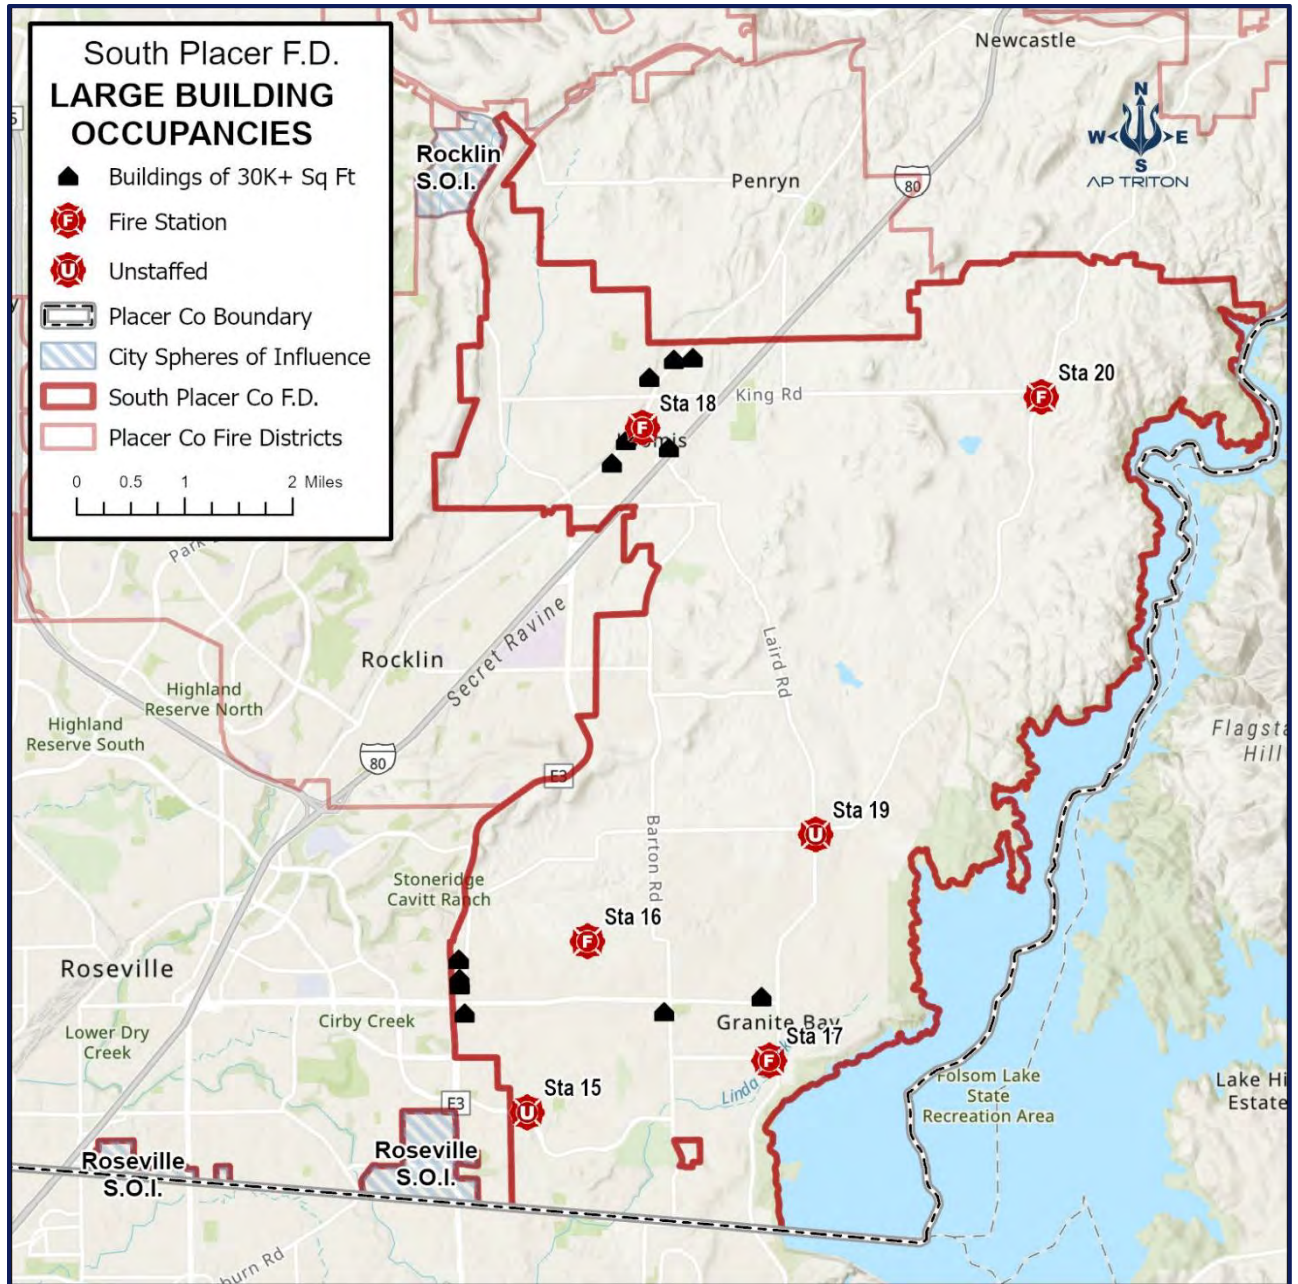 South Placer F.D.
LARGE BUILDING
OCCUPANCIES
Buildings of 30K+ Sq Ft
F
Fire Station
U
Unstaffed
Placer Co Boundary
City Spheres of Influence
South Placer Co F.D.
Placer Co Fire Districts
0 0.5 1 2 Miles
Newcastle
N
W E
S
AP TRITON
Rocklin
S.O.I.
Penryn
80
Sta 20
F
King Rd
Sta 18
F
Secret Ravine
Rocklin
Laird Rd
Highland
Reserve North
Highland
Reserve South
80
E3
Hill
Sta 19
U
Barton Rd
Stoneridge
Cavitt Ranch
Sta 16
F
Roseville
Cirby Creek
Lower Dry
Creek
Granite Bay
Sta 17
F
Linda
Folsom Lake
State
Recreation Area
Sta 15
U
E3
Roseville
S.O.I.
Roseville
S.O.I.
Lake Hi
Estate
burn Rd